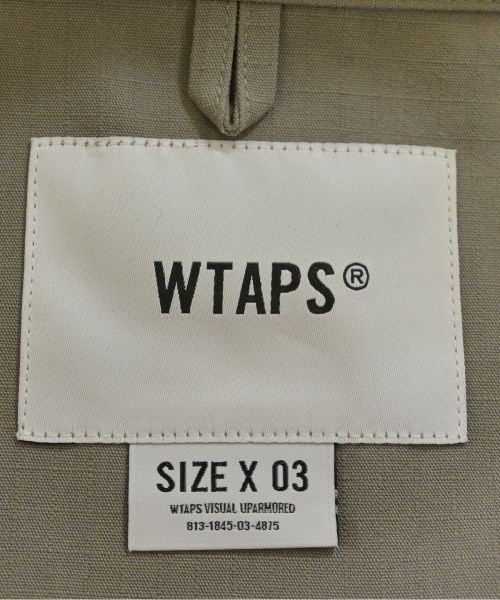 WTAPS®
SIZE X 03
WTAPS VISUAL UPARMORED
813-1845-03-4875